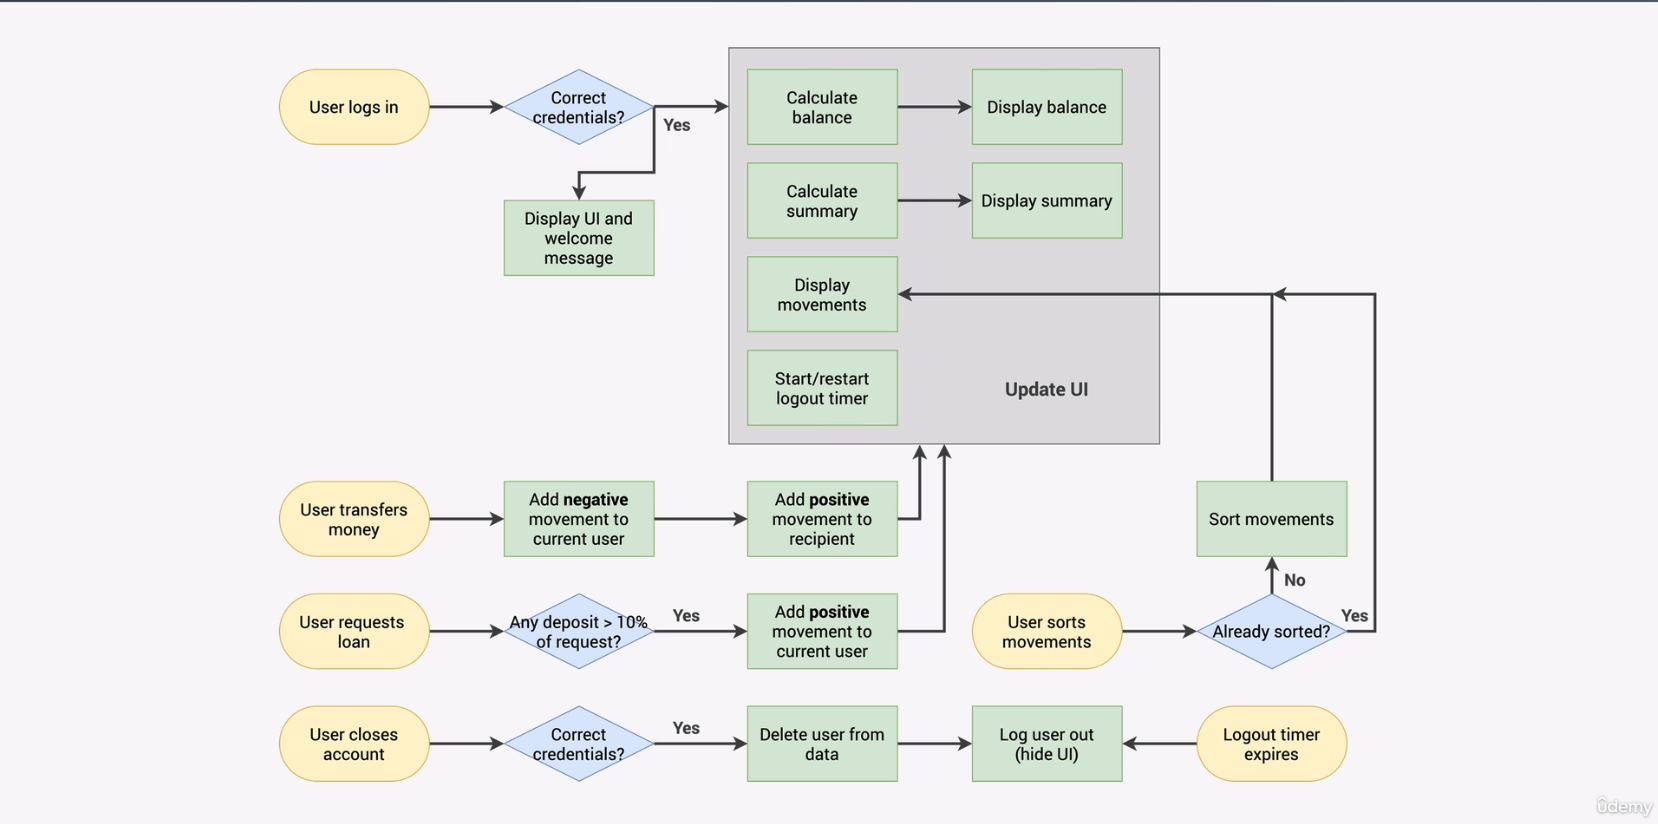 User logs in
Correct
credentials?
Yes
Display UI and
welcome
message
Calculate
balance
Display balance
Calculate
summary
Display summary
Display
movements
Start/restart
logout timer
Update UI
User transfers
money
Add negative
movement to
current user
Add positive
movement to
recipient
Sort movements
No
User requests
loan
Any deposit > 10%
of request?
Yes
Add positive
movement to
current user
User sorts
movements
Already sorted?
Yes
User closes
account
Correct
credentials?
Yes
Delete user from
data
Log user out
(hide UI)
Logout timer
expires
ûdemy